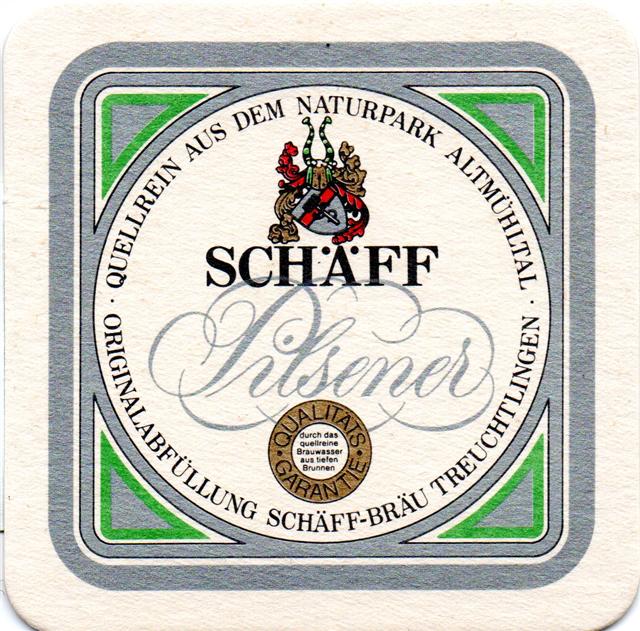 · QUELLREIN AUS DEM NATURPARK ALTMÜHLTAL ·
SCHÄFF
Pilsener
· QUALITÄTS ·
GARANTIE
durch das
quellreine
Brauwasser
aus tiefen
Brunnen
ORIGINALABFÜLLUNG SCHÄFF-BRÄU TREUCHTLINGEN